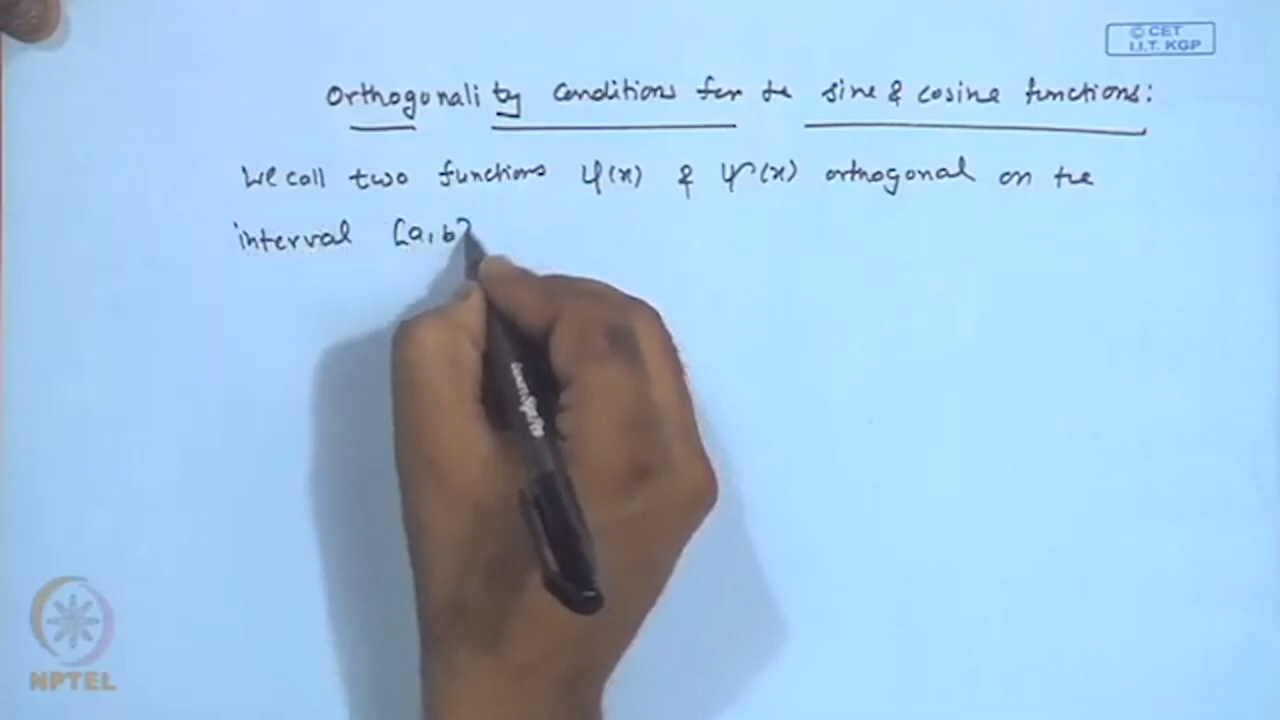 © CET
I.I.T. KGP
Orthogonality conditions for the sine & cosine functions:
We call two functions φ(x) & ψ(x) orthogonal on the
interval [a, b]
NPTEL